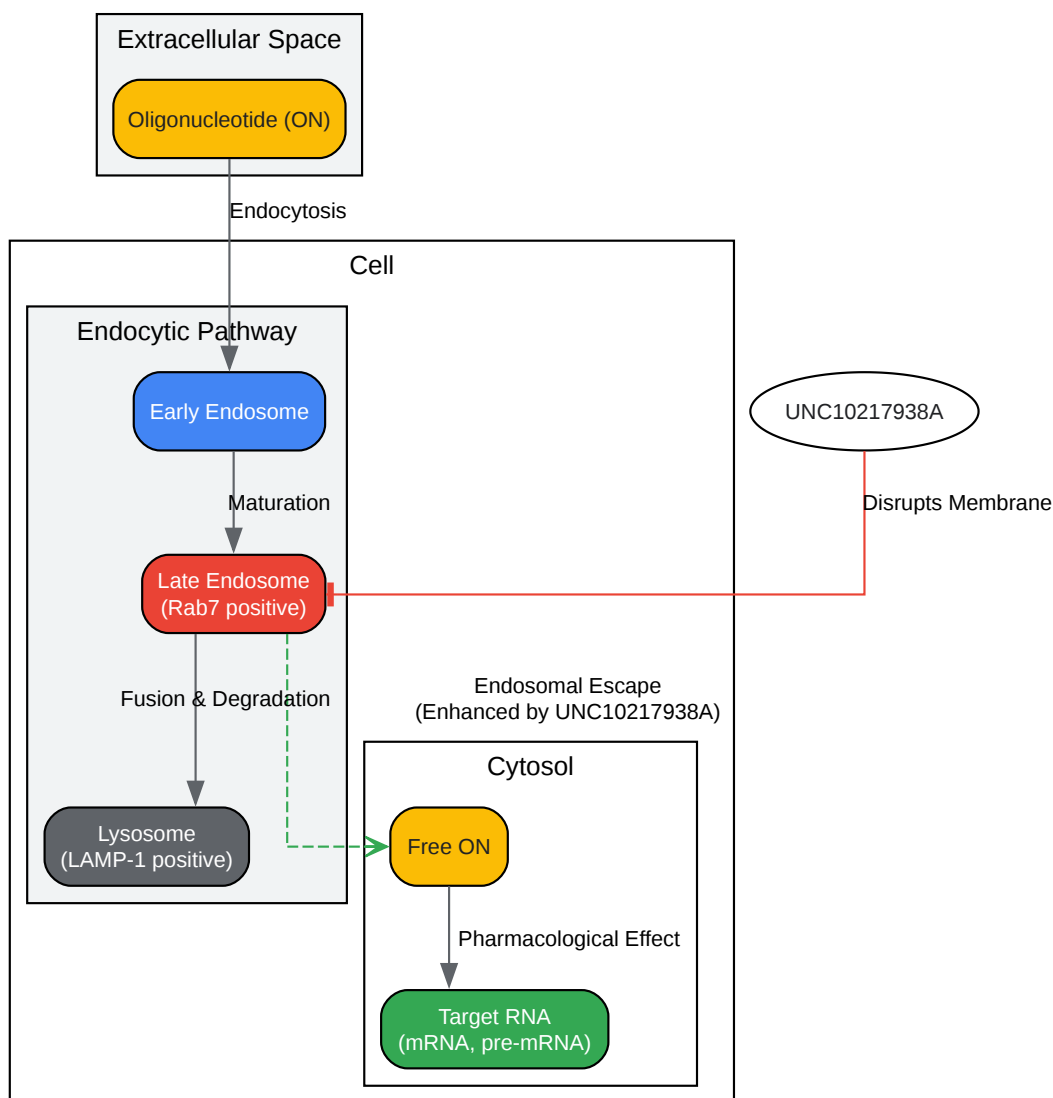 Extracellular Space
Oligonucleotide (ON)
Endocytosis
Cell
Endocytic Pathway
Early Endosome
UNC10217938A
Maturation
Disrupts Membrane
Late Endosome
(Rab7 positive)
Fusion & Degradation
Endosomal Escape
(Enhanced by UNC10217938A)
Cytosol
Lysosome
(LAMP-1 positive)
Free ON
Pharmacological Effect
Target RNA
(mRNA, pre-mRNA)